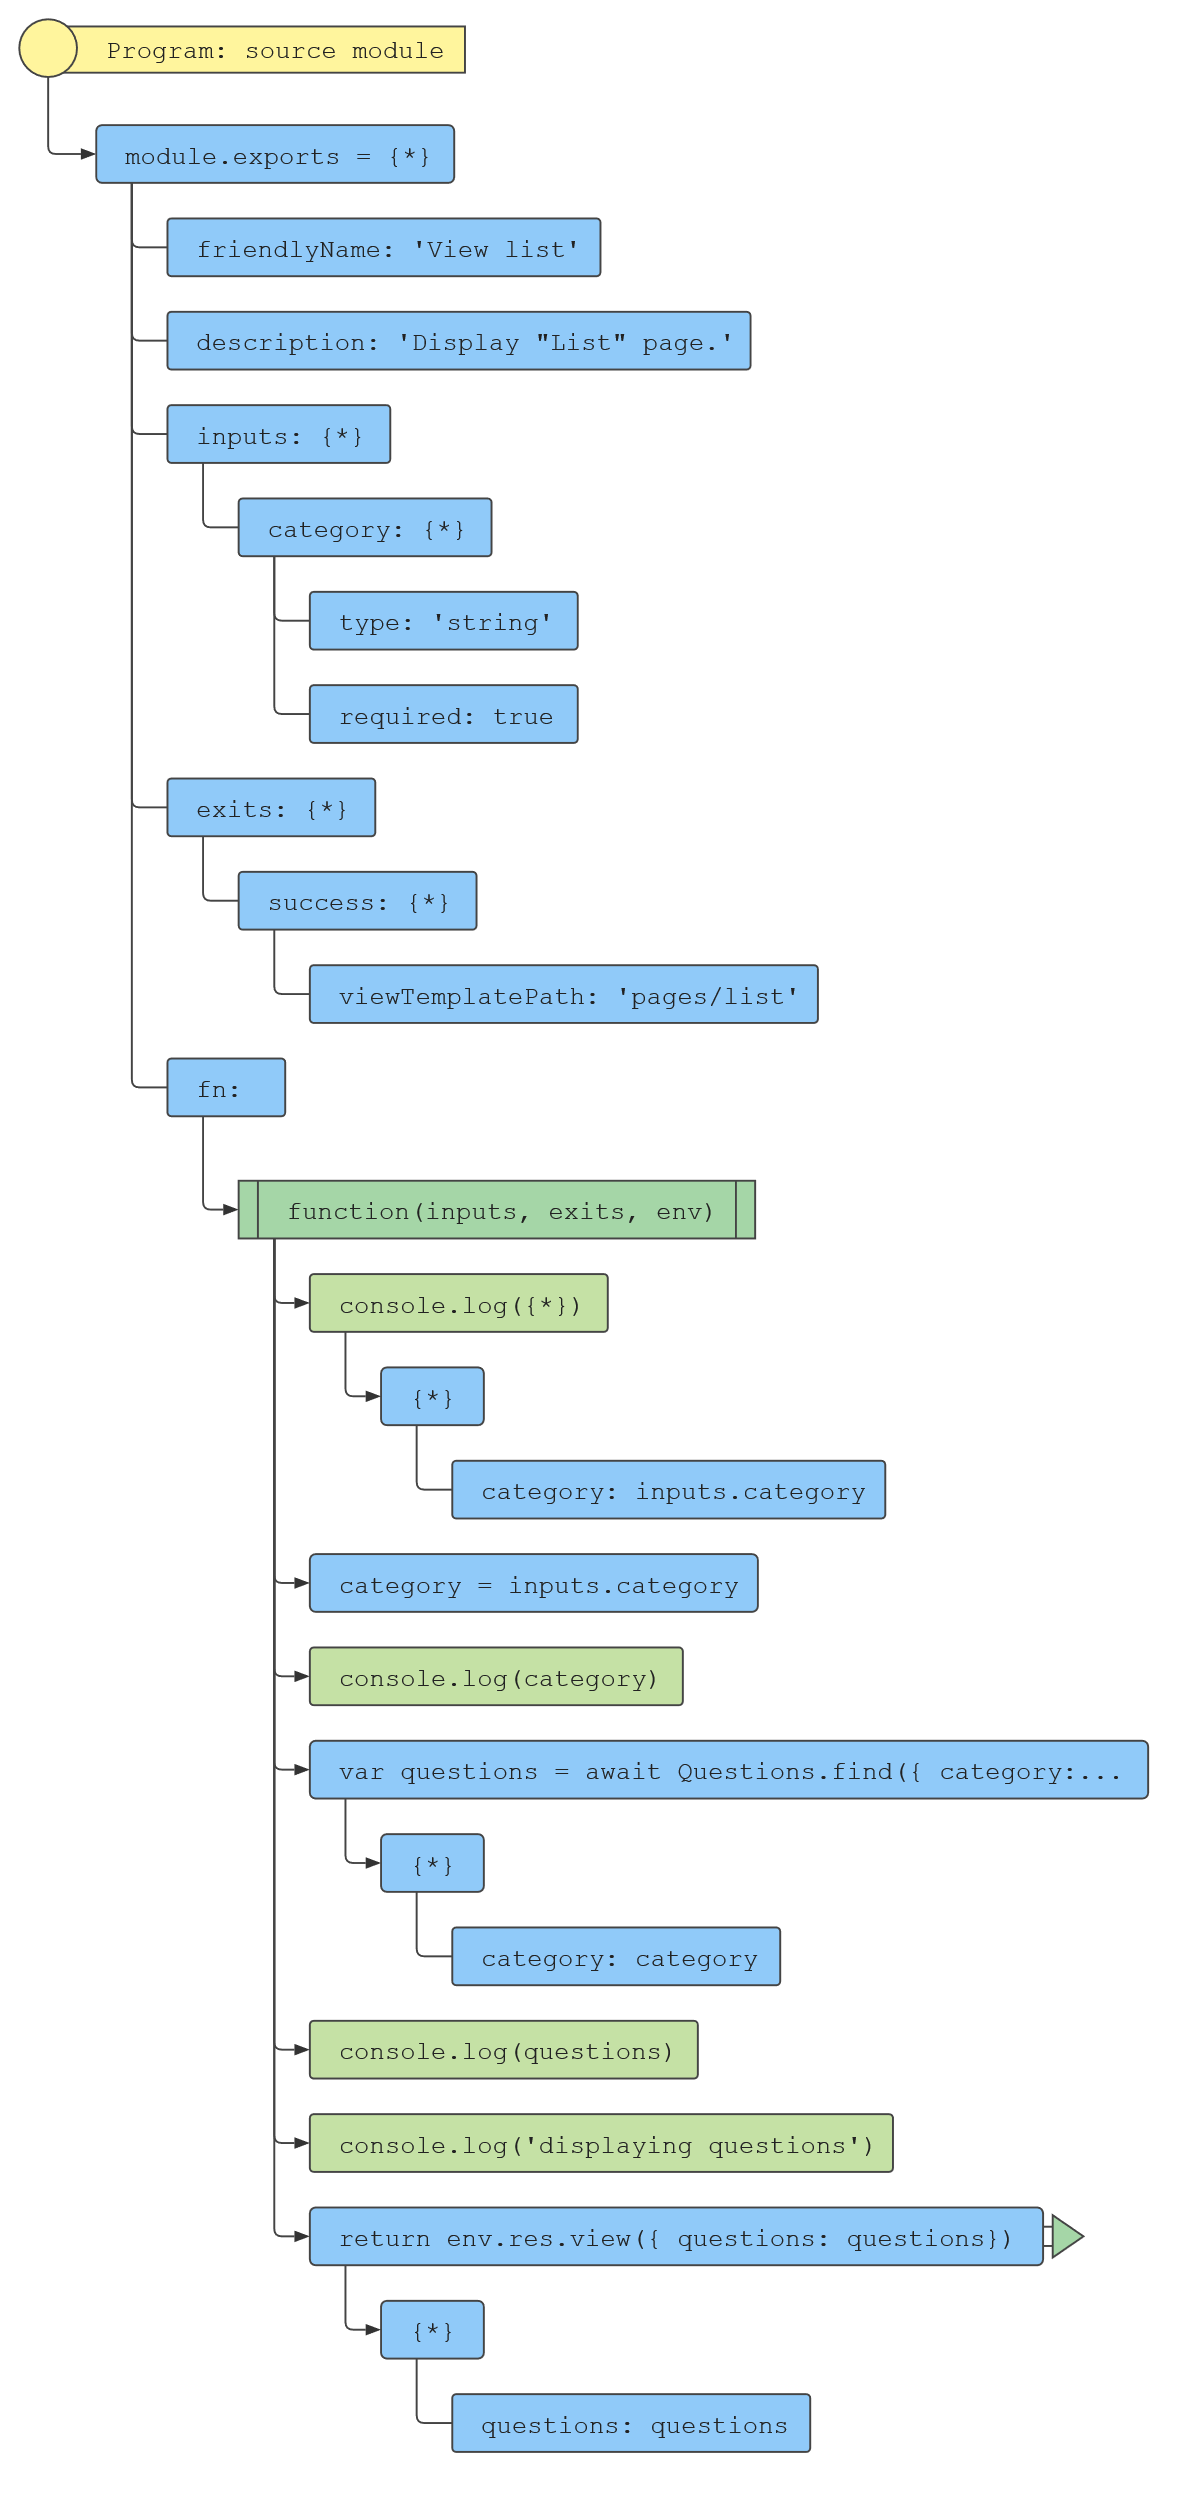 Program: source module
module.exports = {*}
friendlyName: 'View list'
description: 'Display "List" page.'
inputs: {*}
category: {*}
type: 'string'
required: true
exits: {*}
success: {*}
viewTemplatePath: 'pages/list'
fn:
function(inputs, exits, env)
console.log({*})
{*}
category: inputs.category
category = inputs.category
console.log(category)
var questions = await Questions.find({ category:...
{*}
category: category
console.log(questions)
console.log('displaying questions')
return env.res.view({ questions: questions})
{*}
questions: questions